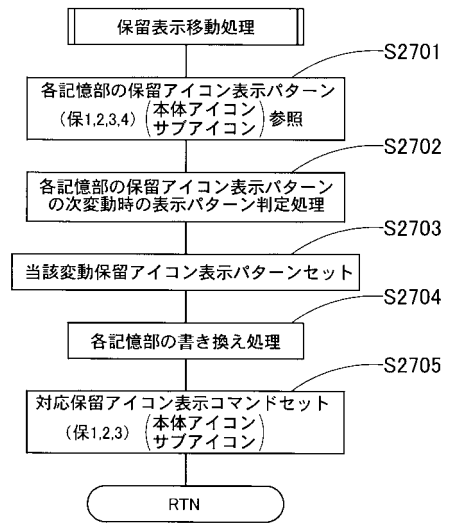 保留表示移動処理
S2701
各記憶部の保留アイコン表示パターン
(保1,2,3,4) (本体アイコン サブアイコン) 参照
S2702
各記憶部の保留アイコン表示パターン
の次変動時の表示パターン判定処理
S2703
当該変動保留アイコン表示パターンセット
S2704
各記憶部の書き換え処理
S2705
対応保留アイコン表示コマンドセット
(保1,2,3) (本体アイコン サブアイコン)
RTN